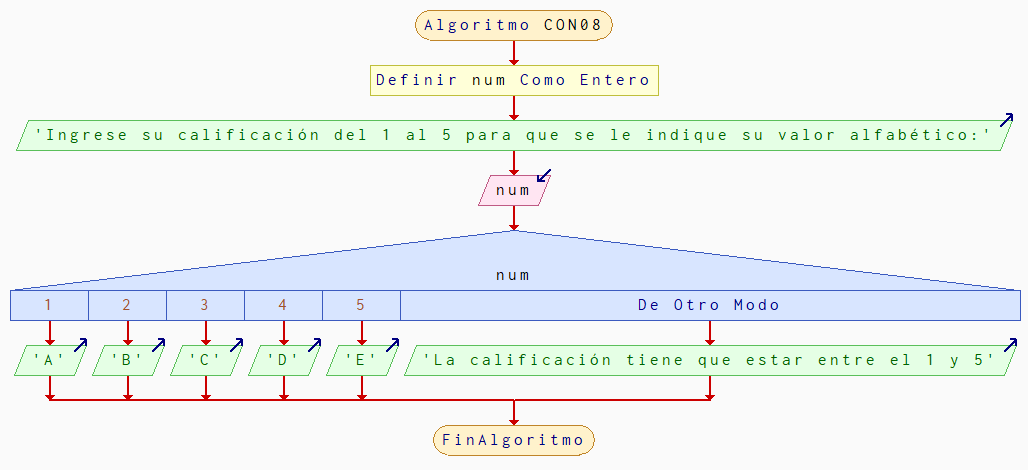 Algoritmo CON08
Definir num Como Entero
'Ingrese su calificación del 1 al 5 para que se le indique su valor alfabético:'
num
num
1 2 3 4 5 De Otro Modo
'A' 'B' 'C' 'D' 'E' 'La calificación tiene que estar entre el 1 y 5'
FinAlgoritmo